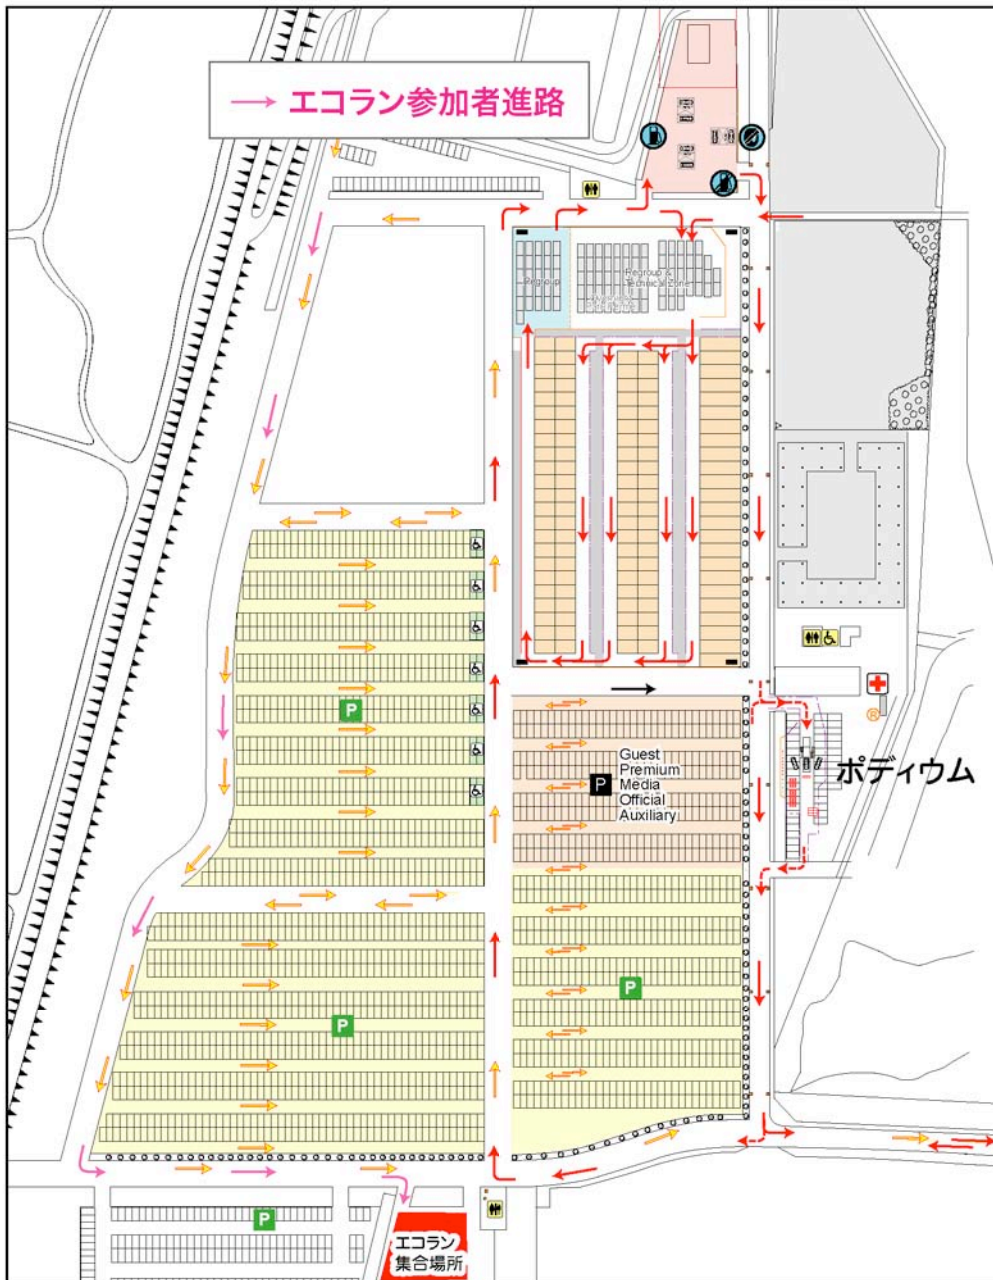 エコラン参加者進路
Regroup
Regroup &
Technical Zone
P
Guest
Premium
Media
Official
Auxiliary
P
R
ポディウム
P
P
P
エコラン
集合場所